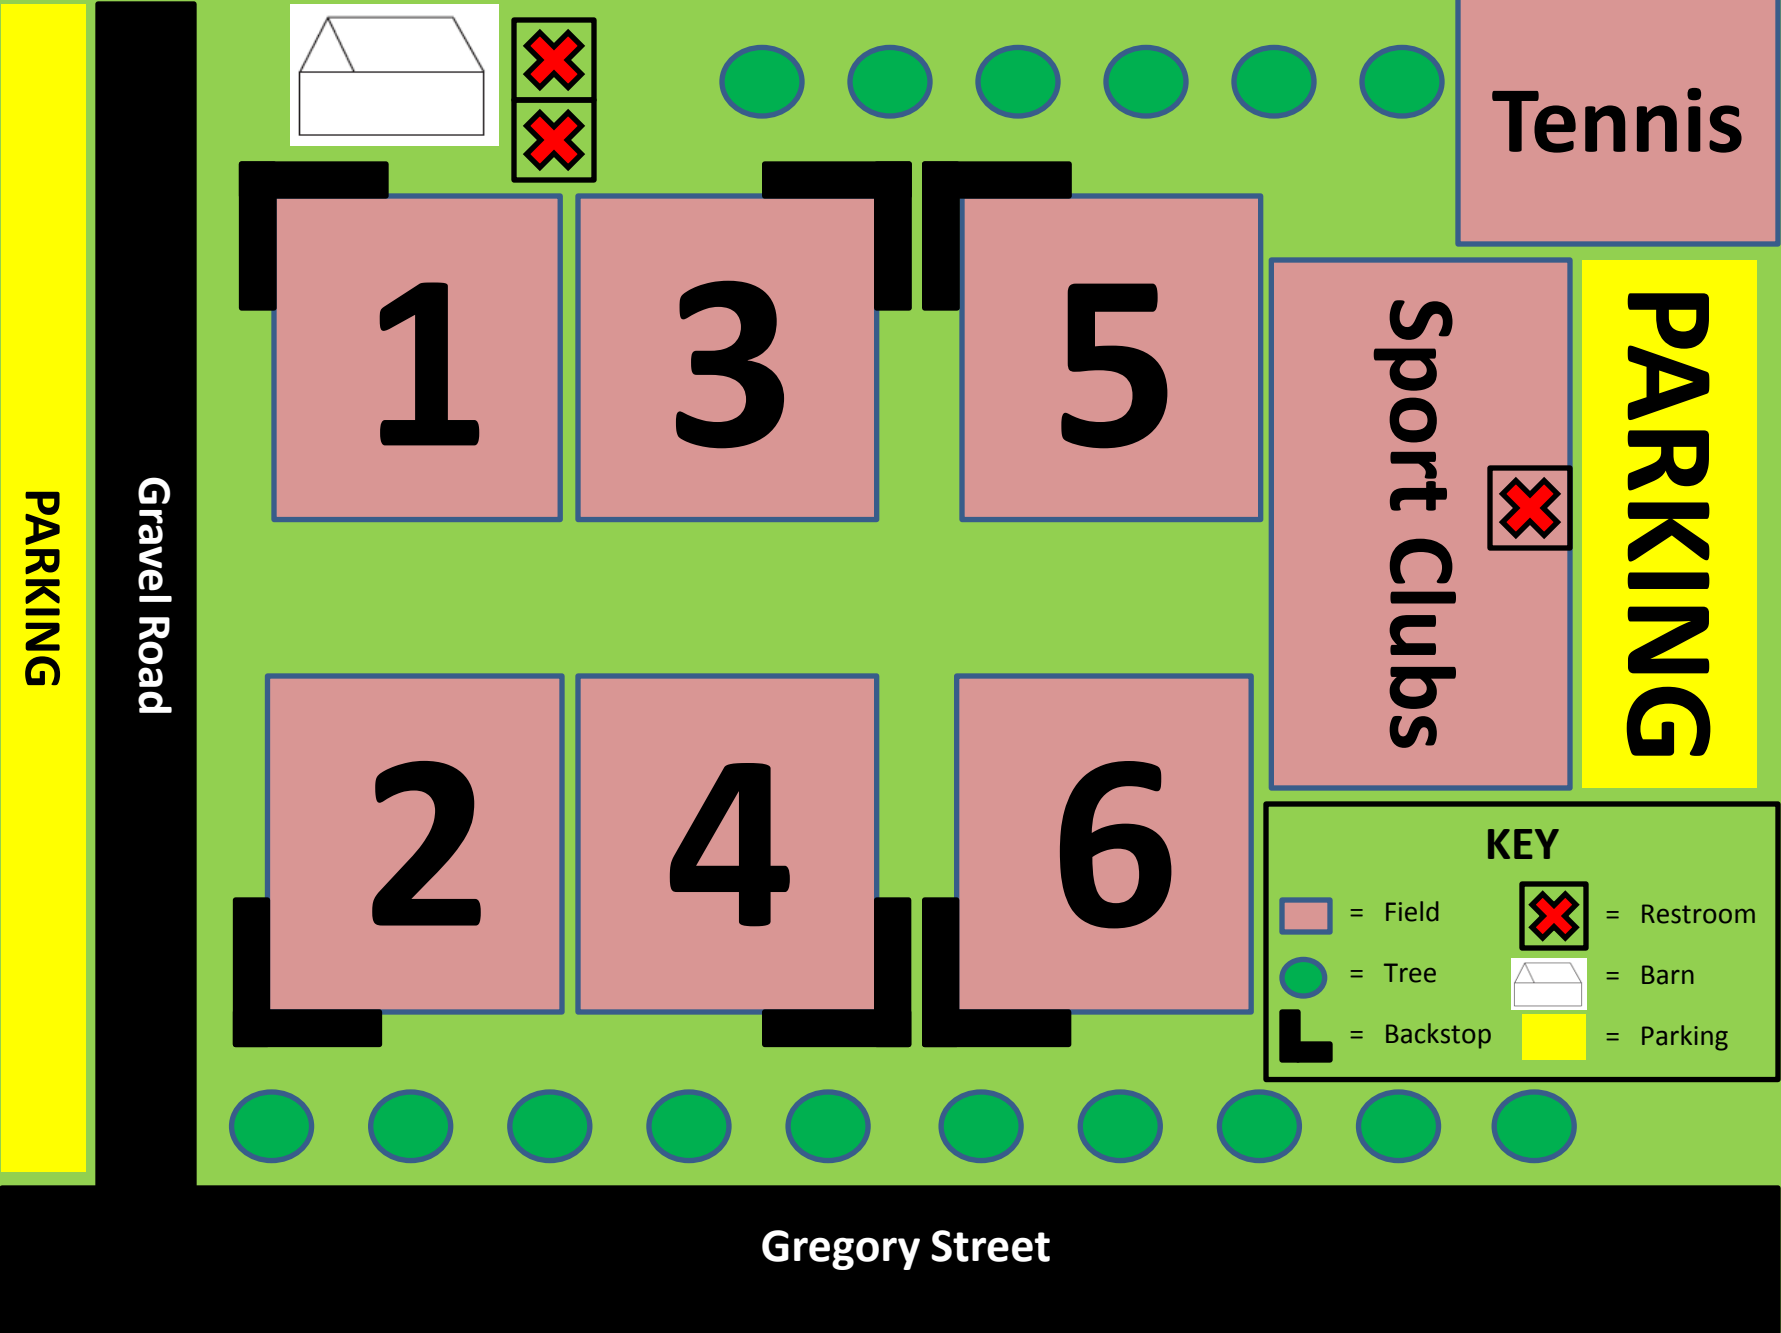 Tennis
1
3
5
Sport Clubs
PARKING
PARKING
Gravel Road
2
4
6
KEY
= Field
= Restroom
= Tree
= Barn
= Backstop
= Parking
Gregory Street